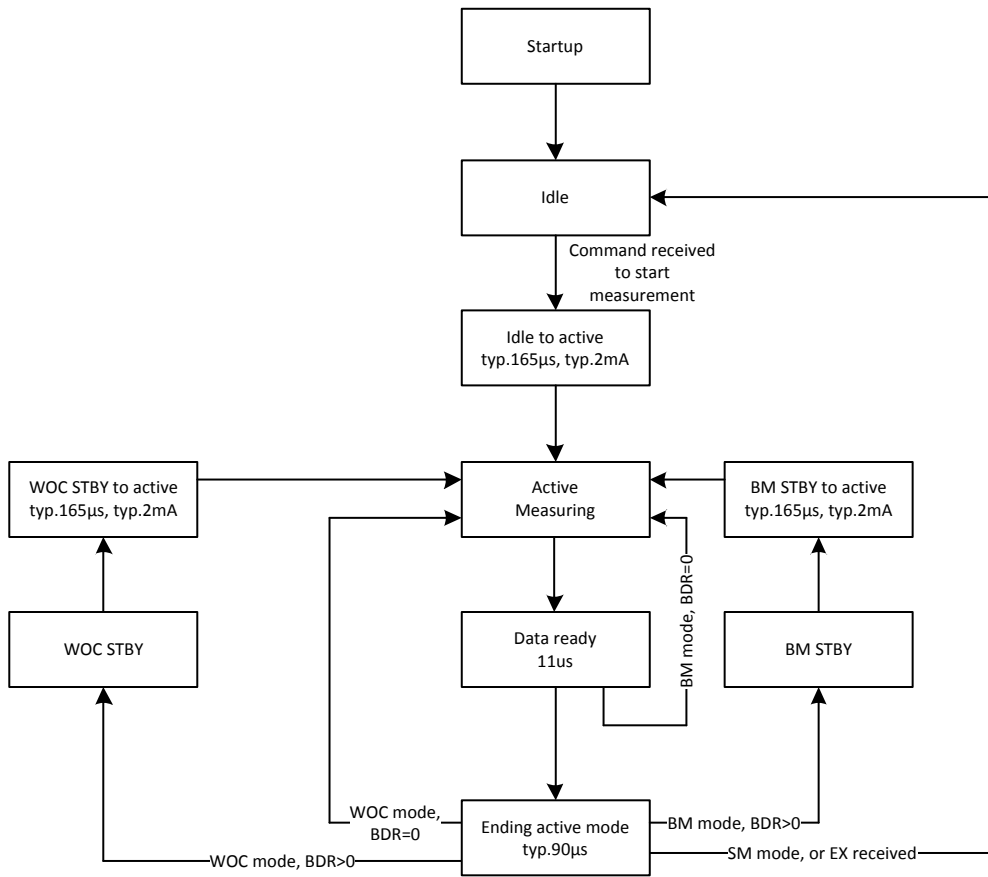 Startup
Idle
Command received
to start
measurement
Idle to active
typ.165µs, typ.2mA
WOC STBY to active
typ.165µs, typ.2mA
Active
Measuring
BM STBY to active
typ.165µs, typ.2mA
BM mode, BDR=0
WOC STBY
Data ready
11us
BM STBY
WOC mode,
BDR=0
Ending active mode
typ.90µs
BM mode, BDR>0
WOC mode, BDR>0
SM mode, or EX received